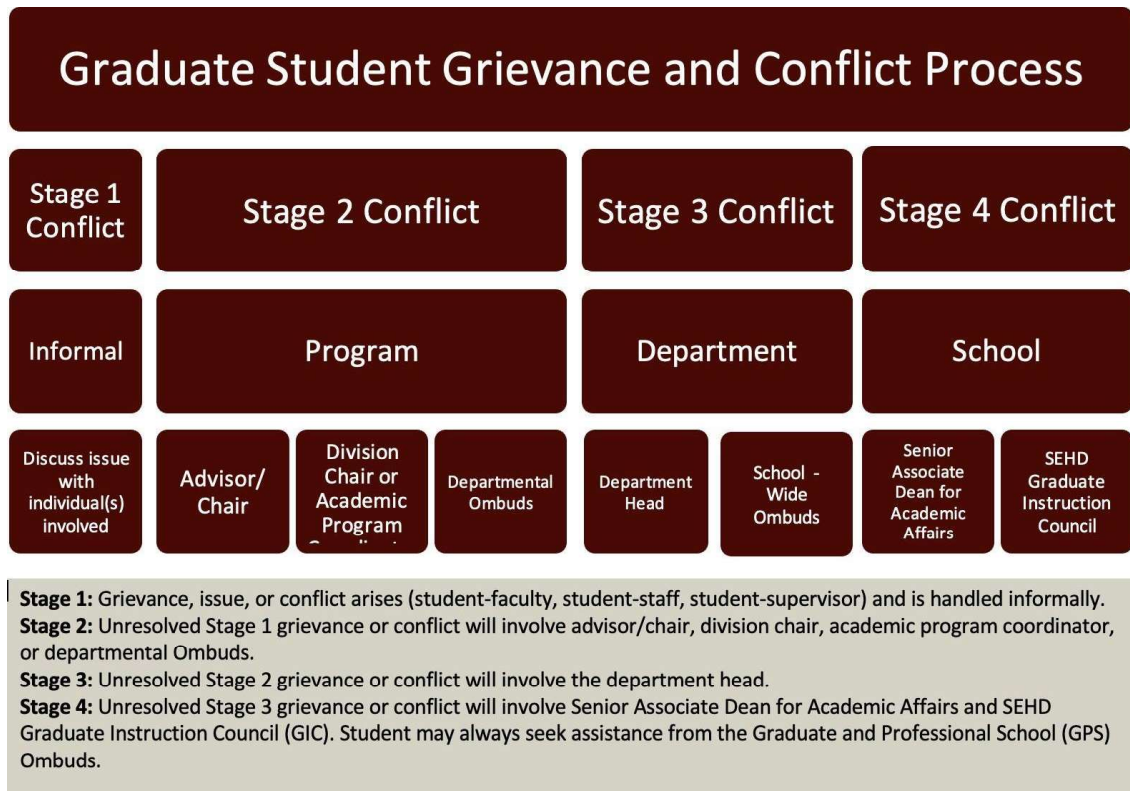 Graduate Student Grievance and Conflict Process
Stage 1
Conflict
Stage 2 Conflict
Stage 3 Conflict
Stage 4 Conflict
Informal
Program
Department
School
Discuss issue
with
individual(s)
involved
Advisor/
Chair
Division
Chair or
Academic
Program
Departmental
Ombuds
Department
Head
School -
Wide
Ombuds
Senior
Associate
Dean for
Academic
Affairs
SEHD
Graduate
Instruction
Council
Stage 1: Grievance, issue, or conflict arises (student-faculty, student-staff, student-supervisor) and is handled informally.
Stage 2: Unresolved Stage 1 grievance or conflict will involve advisor/chair, division chair, academic program coordinator,
or departmental Ombuds.
Stage 3: Unresolved Stage 2 grievance or conflict will involve the department head.
Stage 4: Unresolved Stage 3 grievance or conflict will involve Senior Associate Dean for Academic Affairs and SEHD
Graduate Instruction Council (GIC). Student may always seek assistance from the Graduate and Professional School (GPS)
Ombuds.